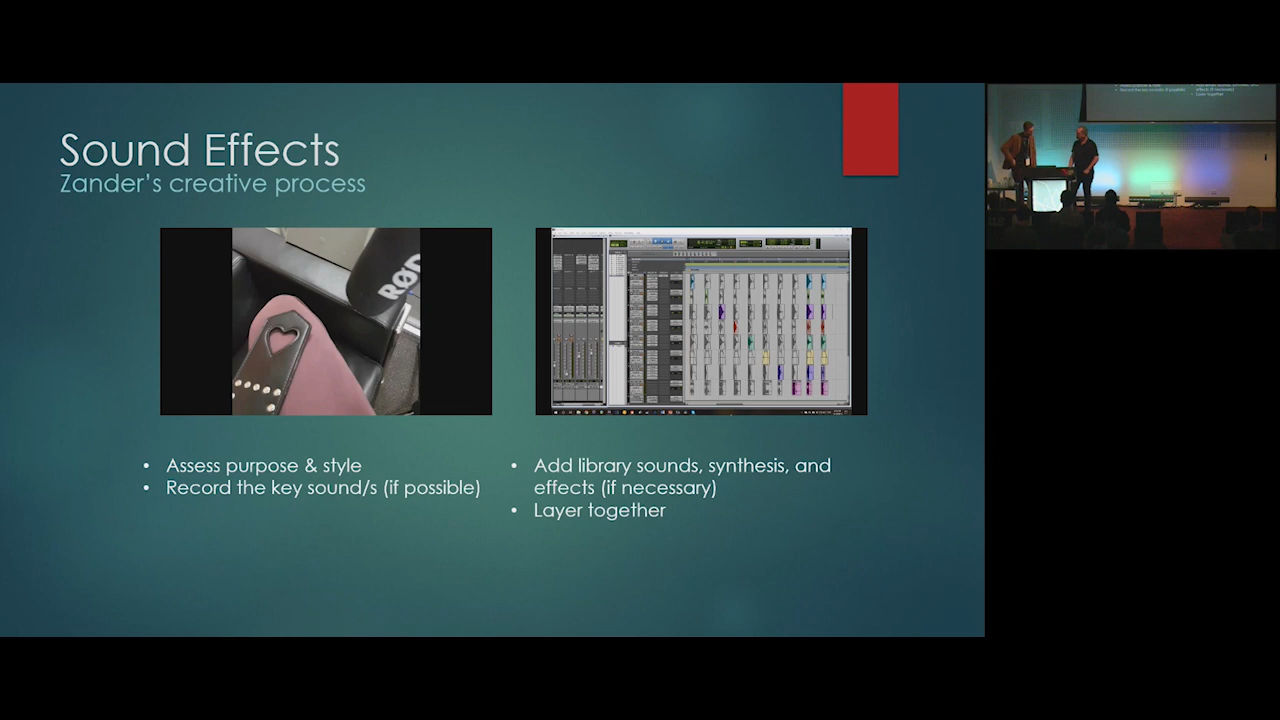 Sound Effects
Zander's creative process
RØD
• Assess purpose & style
• Record the key sound/s (if possible)
• Add library sounds, synthesis, and
effects (if necessary)
• Layer together